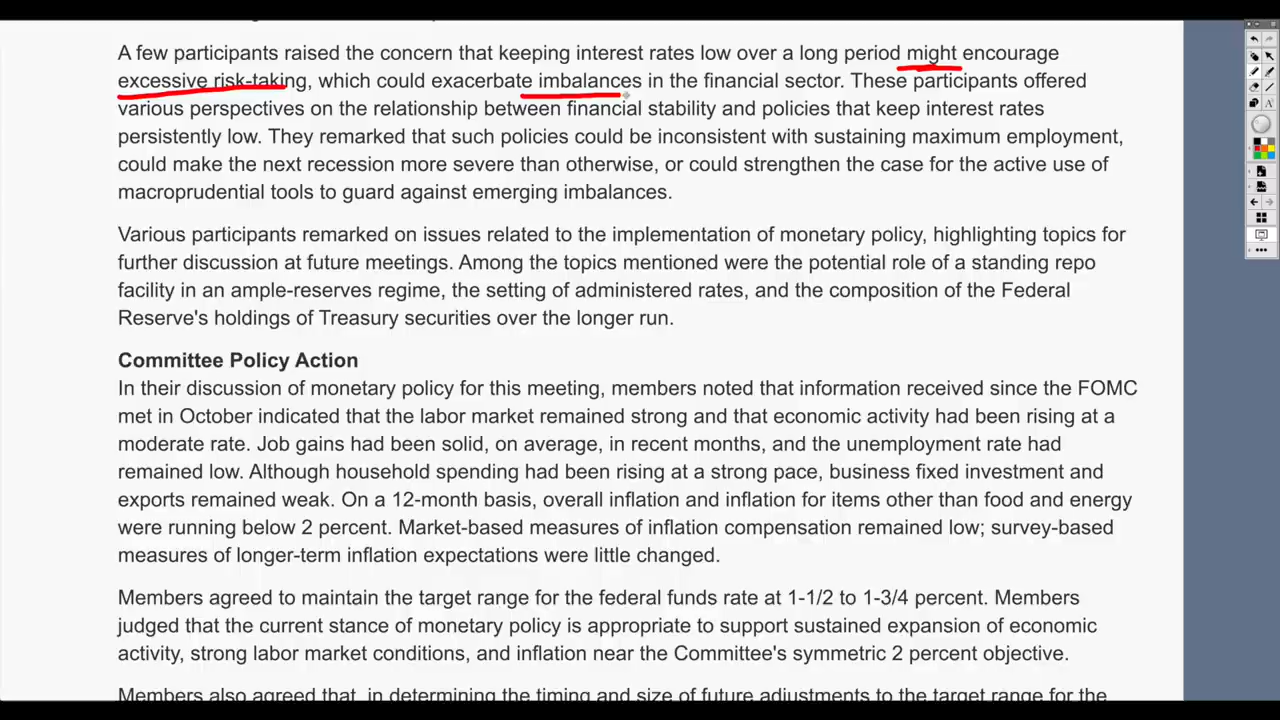 A few participants raised the concern that keeping interest rates low over a long period might encourage
excessive risk-taking, which could exacerbate imbalances in the financial sector. These participants offered
various perspectives on the relationship between financial stability and policies that keep interest rates
persistently low. They remarked that such policies could be inconsistent with sustaining maximum employment,
could make the next recession more severe than otherwise, or could strengthen the case for the active use of
macroprudential tools to guard against emerging imbalances.
Various participants remarked on issues related to the implementation of monetary policy, highlighting topics for
further discussion at future meetings. Among the topics mentioned were the potential role of a standing repo
facility in an ample-reserves regime, the setting of administered rates, and the composition of the Federal
Reserve's holdings of Treasury securities over the longer run.
Committee Policy Action
In their discussion of monetary policy for this meeting, members noted that information received since the FOMC
met in October indicated that the labor market remained strong and that economic activity had been rising at a
moderate rate. Job gains had been solid, on average, in recent months, and the unemployment rate had
remained low. Although household spending had been rising at a strong pace, business fixed investment and
exports remained weak. On a 12-month basis, overall inflation and inflation for items other than food and energy
were running below 2 percent. Market-based measures of inflation compensation remained low; survey-based
measures of longer-term inflation expectations were little changed.
Members agreed to maintain the target range for the federal funds rate at 1-1/2 to 1-3/4 percent. Members
judged that the current stance of monetary policy is appropriate to support sustained expansion of economic
activity, strong labor market conditions, and inflation near the Committee's symmetric 2 percent objective.
Members also agreed that, in determining the timing and size of future adjustments to the target range for the